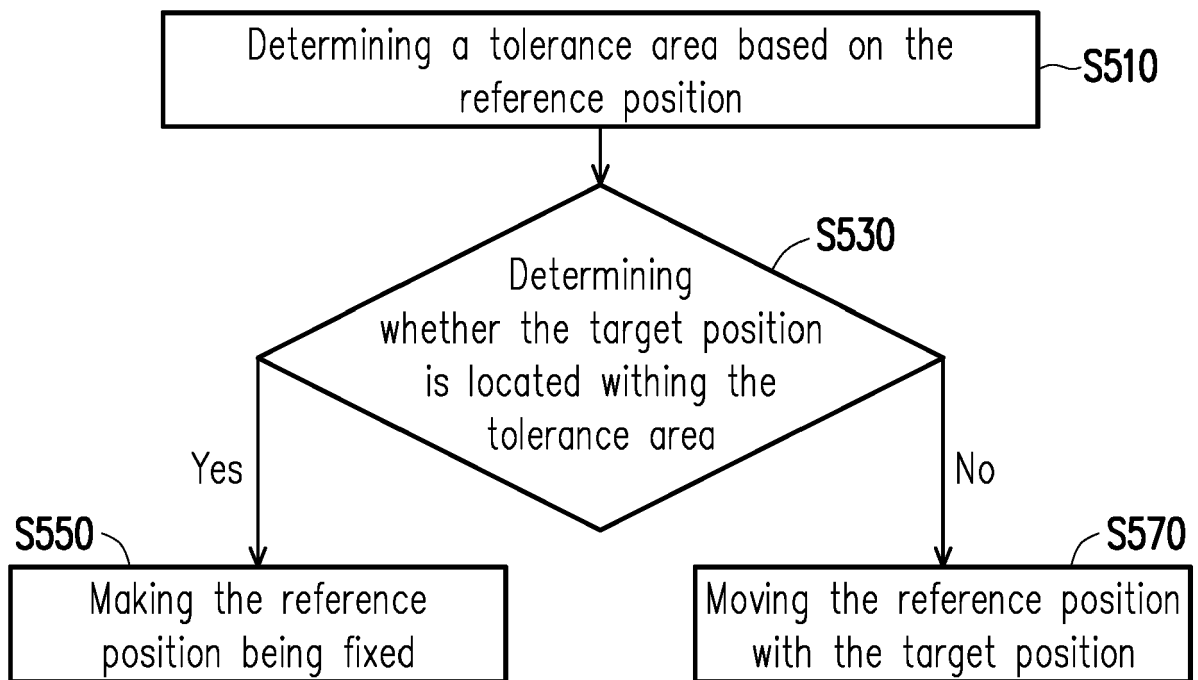 Determining a tolerance area based on the
reference position
S510
S530
Determining
whether the target position
is located withing the
tolerance area
Yes
No
S550
S570
Making the reference
position being fixed
Moving the reference position
with the target position